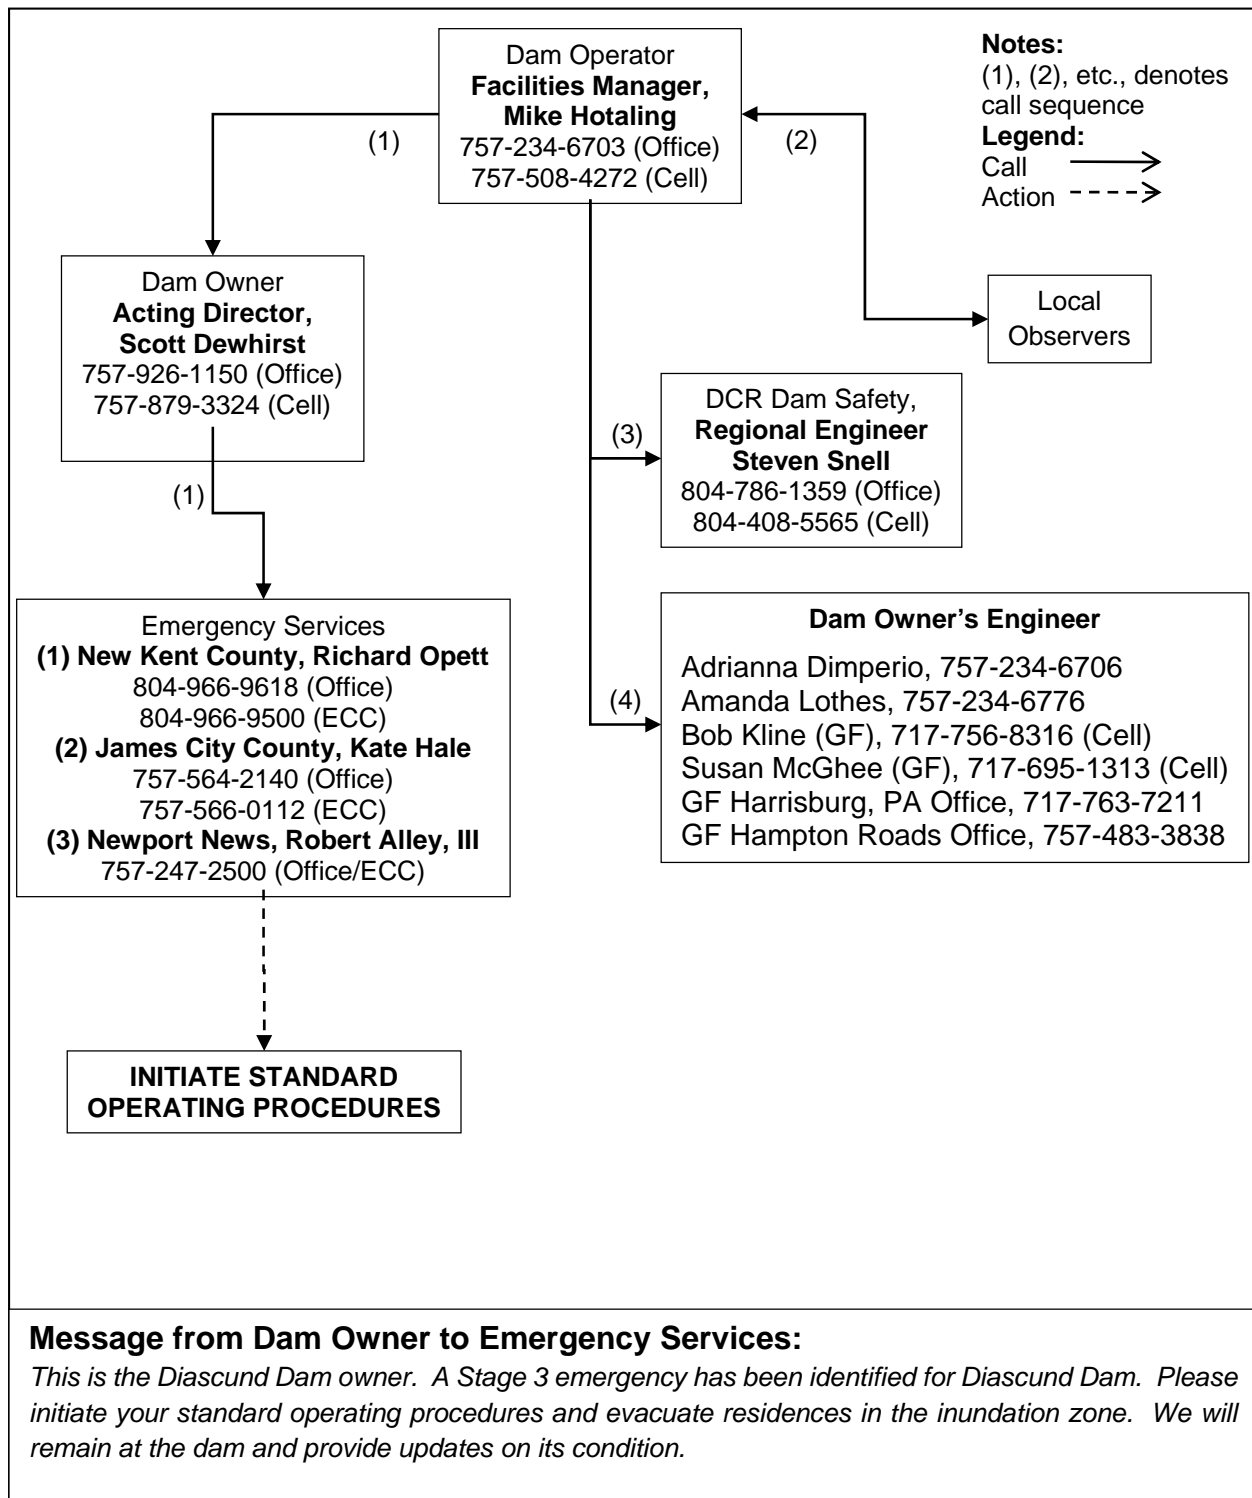 Dam Operator
Facilities Manager,
Mike Hotaling
757-234-6703 (Office)
757-508-4272 (Cell)
Notes:
(1), (2), etc., denotes
call sequence
Legend:
Call
Action
(1)
(2)
Dam Owner
Acting Director,
Scott Dewhirst
757-926-1150 (Office)
757-879-3324 (Cell)
Local
Observers
(3)
DCR Dam Safety,
Regional Engineer
Steven Snell
804-786-1359 (Office)
804-408-5565 (Cell)
(1)
Emergency Services
(1) New Kent County, Richard Opett
804-966-9618 (Office)
804-966-9500 (ECC)
(2) James City County, Kate Hale
757-564-2140 (Office)
757-566-0112 (ECC)
(3) Newport News, Robert Alley, III
757-247-2500 (Office/ECC)
(4)
Dam Owner’s Engineer
Adrianna Dimperio, 757-234-6706
Amanda Lothes, 757-234-6776
Bob Kline (GF), 717-756-8316 (Cell)
Susan McGhee (GF), 717-695-1313 (Cell)
GF Harrisburg, PA Office, 717-763-7211
GF Hampton Roads Office, 757-483-3838
INITIATE STANDARD
OPERATING PROCEDURES
Message from Dam Owner to Emergency Services:
This is the Diascund Dam owner. A Stage 3 emergency has been identified for Diascund Dam. Please
initiate your standard operating procedures and evacuate residences in the inundation zone. We will
remain at the dam and provide updates on its condition.